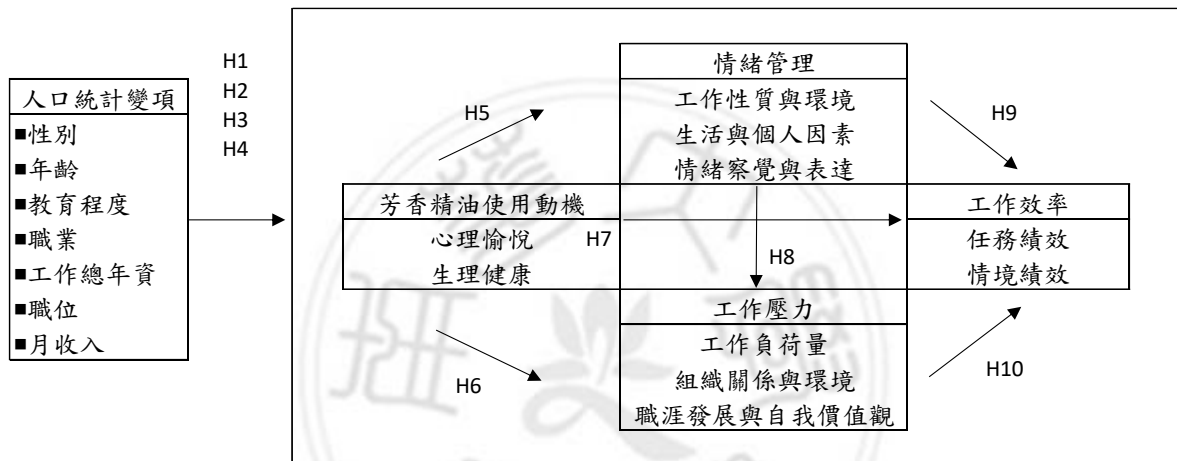 H1
H2
H3
H4
人口統計變項
■性別
■年齡
■教育程度
■職業
■工作總年資
■職位
■月收入
情緒管理
工作性質與環境
生活與個人因素
情緒察覺與表達
H5
H9
芳香精油使用動機
心理愉悅
生理健康
H7
H8
工作效率
任務績效
情境績效
工作壓力
工作負荷量
組織關係與環境
職涯發展與自我價值觀
H6
H10